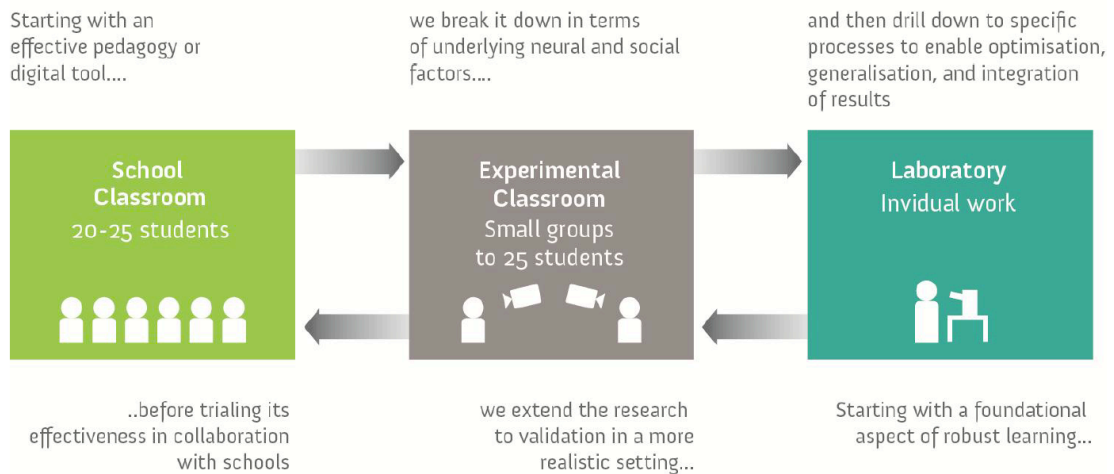 Starting with an
effective pedagogy or
digital tool....
we break it down in terms
of underlying neural and social
factors....
and then drill down to specific
processes to enable optimisation,
generalisation, and integration
of results
School
Classroom
20-25 students
Experimental
Classroom
Small groups
to 25 students
Laboratory
Invidual work
..before trialing its
effectiveness in collaboration
with schools
we extend the research
to validation in a more
realistic setting...
Starting with a foundational
aspect of robust learning...